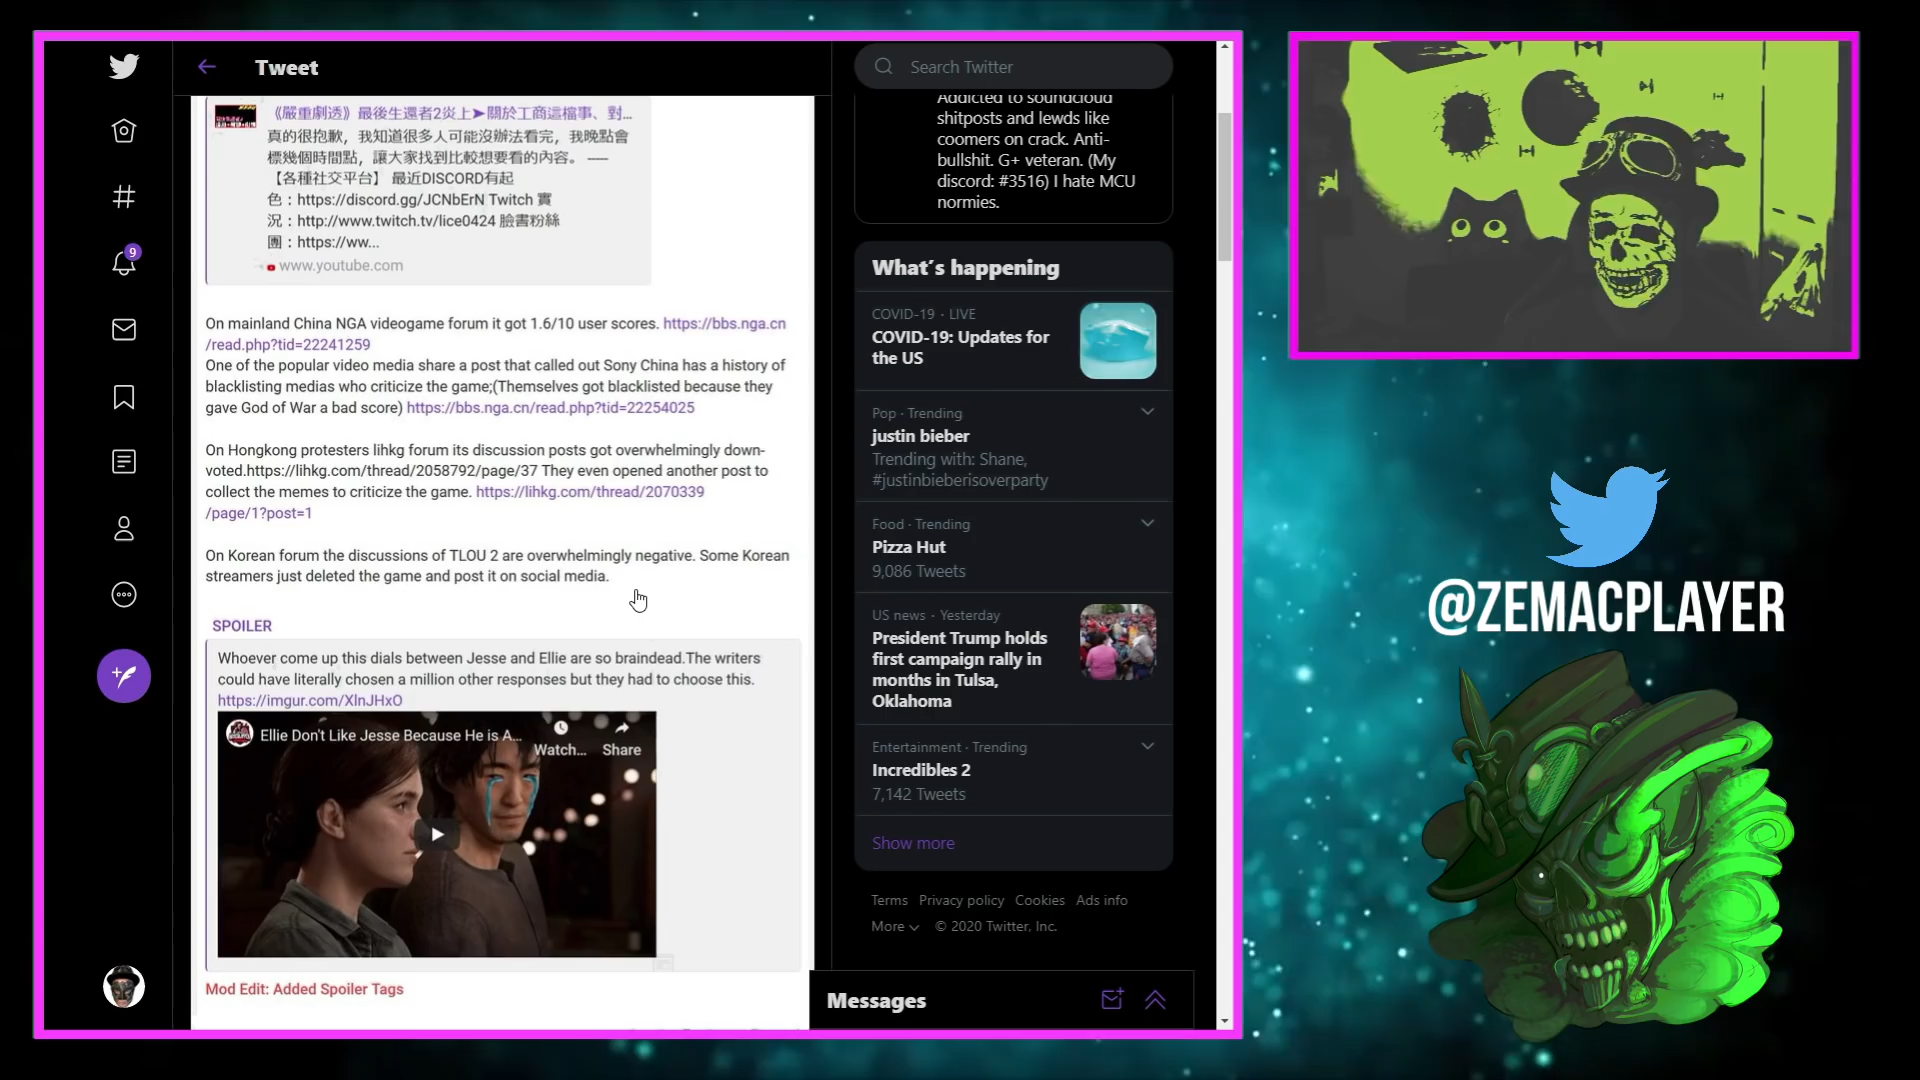 Tweet
《嚴重劇透》最後生還者2炎上➤關於工商這檔事、對...
真的很抱歉，我知道很多人可能沒辦法看完，我晚點會
標幾個時間點，讓大家找到比較想要看的內容。 —–
【各種社交平台】 最近DISCORD有起
色：https://discord.gg/JCNbErN Twitch 實
況：http://www.twitch.tv/lice0424 臉書粉絲
團：https://ww...
www.youtube.com
On mainland China NGA videogame forum it got 1.6/10 user scores. https://bbs.nga.cn
/read.php?tid=22241259
One of the popular video media share a post that called out Sony China has a history of
blacklisting medias who criticize the game;(Themselves got blacklisted because they
gave God of War a bad score) https://bbs.nga.cn/read.php?tid=22254025
On Hongkong protesters lihkg forum its discussion posts got overwhelmingly down-
voted.https://lihkg.com/thread/2058792/page/37 They even opened another post to
collect the memes to criticize the game. https://lihkg.com/thread/2070339
/page/1?post=1
On Korean forum the discussions of TLOU 2 are overwhelmingly negative. Some Korean
streamers just deleted the game and post it on social media.
SPOILER
Whoever come up this dials between Jesse and Ellie are so braindead.The writers
could have literally chosen a million other responses but they had to choose this.
https://imgur.com/XlnJHxO
Ellie Don't Like Jesse Because He is A...
Watch...
Share
Mod Edit: Added Spoiler Tags
9
Search Twitter
Addicted to soundcloud
shitposts and lewds like
coomers on crack. Anti-
bullshit. G+ veteran. (My
discord: #3516) I hate MCU
normies.
What's happening
COVID-19 · LIVE
COVID-19: Updates for
the US
Pop · Trending
justin bieber
Trending with: Shane,
#justinbieberisoverparty
Food · Trending
Pizza Hut
9,086 Tweets
US news · Yesterday
President Trump holds
first campaign rally in
months in Tulsa,
Oklahoma
Entertainment · Trending
Incredibles 2
7,142 Tweets
Show more
Terms Privacy policy Cookies Ads info
More © 2020 Twitter, Inc.
Messages
@ZEMACPLAYER